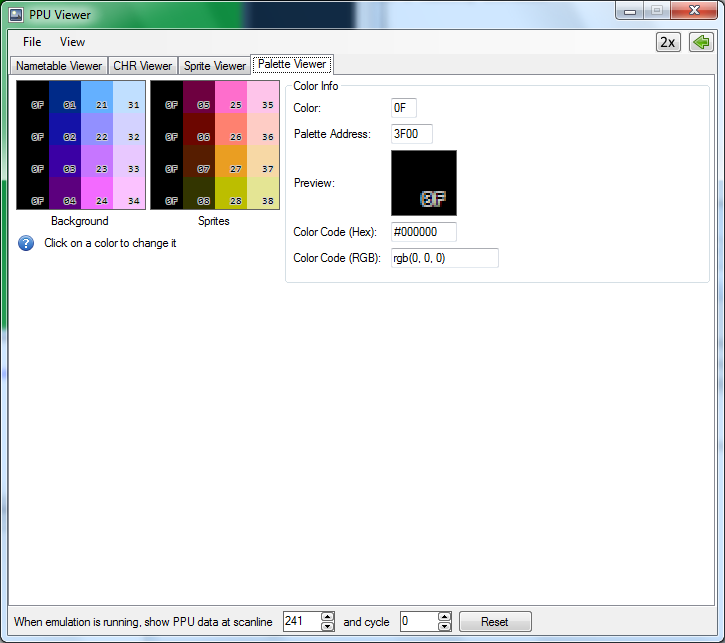 PPU Viewer
File View 2x
Nametable Viewer CHR Viewer Sprite Viewer Palette Viewer
0F 01 21 31 0F 05 25 35
0F 02 22 32 0F 06 26 36
0F 03 23 33 0F 07 27 37
0F 04 24 34 0F 08 28 38
Background Sprites
? Click on a color to change it
Color Info
Color: 0F
Palette Address: 3F00
Preview: 0F
Color Code (Hex): #000000
Color Code (RGB): rgb(0, 0, 0)
When emulation is running, show PPU data at scanline 241 and cycle 0 Reset